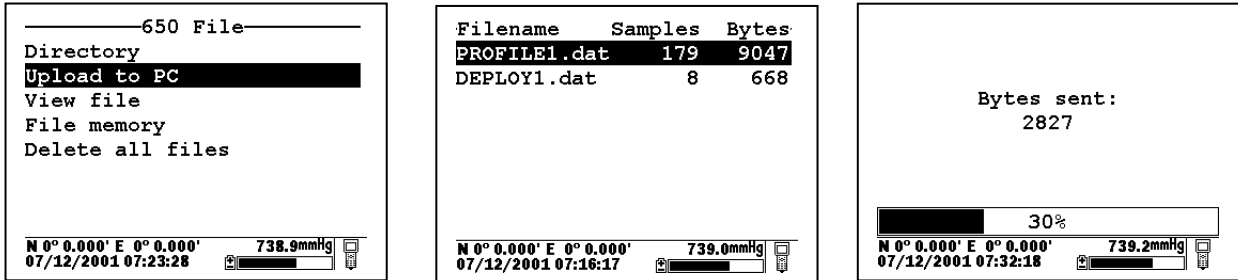 650 File
Directory
Upload to PC
View file
File memory
Delete all files
N 0° 0.000' E 0° 0.000' 738.9mmHg
07/12/2001 07:23:28
Filename Samples Bytes
PROFILE1.dat 179 9047
DEPLOY1.dat 8 668
N 0° 0.000' E 0° 0.000' 739.0mmHg
07/12/2001 07:16:17
Bytes sent:
2827
30%
N 0° 0.000' E 0° 0.000' 739.2mmHg
07/12/2001 07:32:18